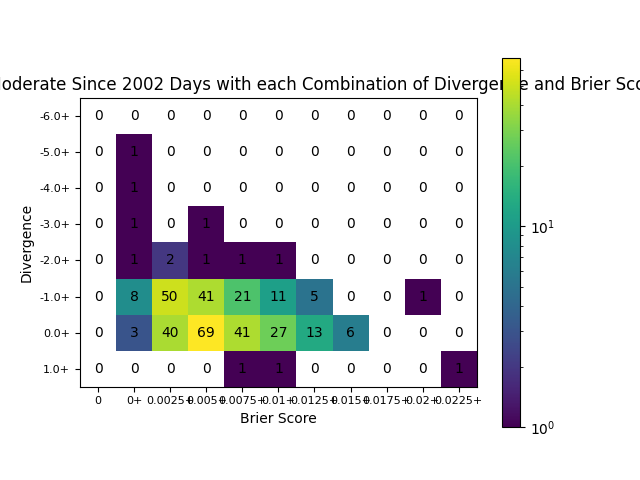 oderate Since 2002 Days with each Combination of Divergence and Brier Sco
-6.0+ 0 0 0 0 0 0 0 0 0 0 0
-5.0+ 0 1 0 0 0 0 0 0 0 0 0
-4.0+ 0 1 0 0 0 0 0 0 0 0 0
-3.0+ 0 1 0 1 0 0 0 0 0 0 0
-2.0+ 0 1 2 1 1 1 0 0 0 0 0
-1.0+ 0 8 50 41 21 11 5 0 0 1 0
0.0+ 0 3 40 69 41 27 13 6 0 0 0
1.0+ 0 0 0 0 1 1 0 0 0 0 1
0 0+ 0.0025+ 0.005+ 0.0075+ 0.01+ 0.0125+ 0.015+ 0.0175+ 0.02+ 0.0225+
Brier Score
Divergence
10¹
10⁰